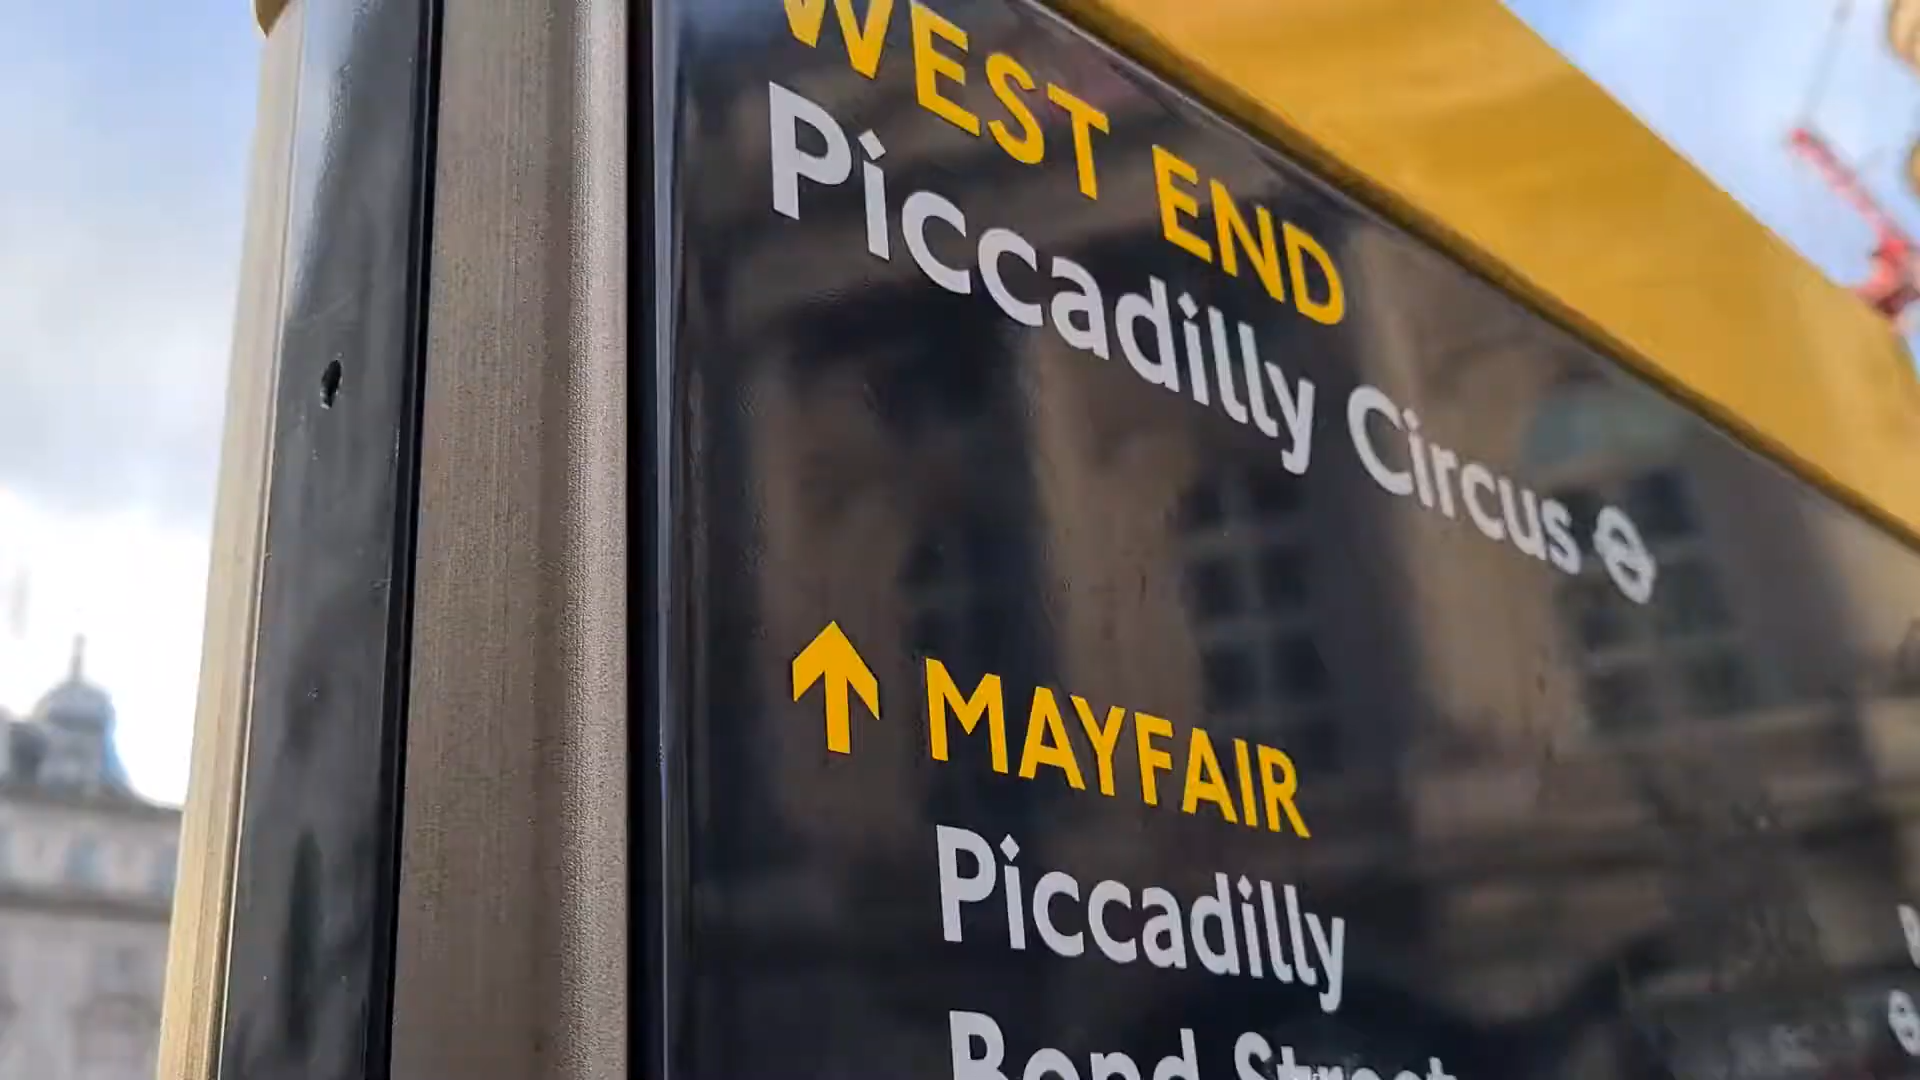 WEST END
Piccadilly Circus
MAYFAIR
Piccadilly
Bond Street